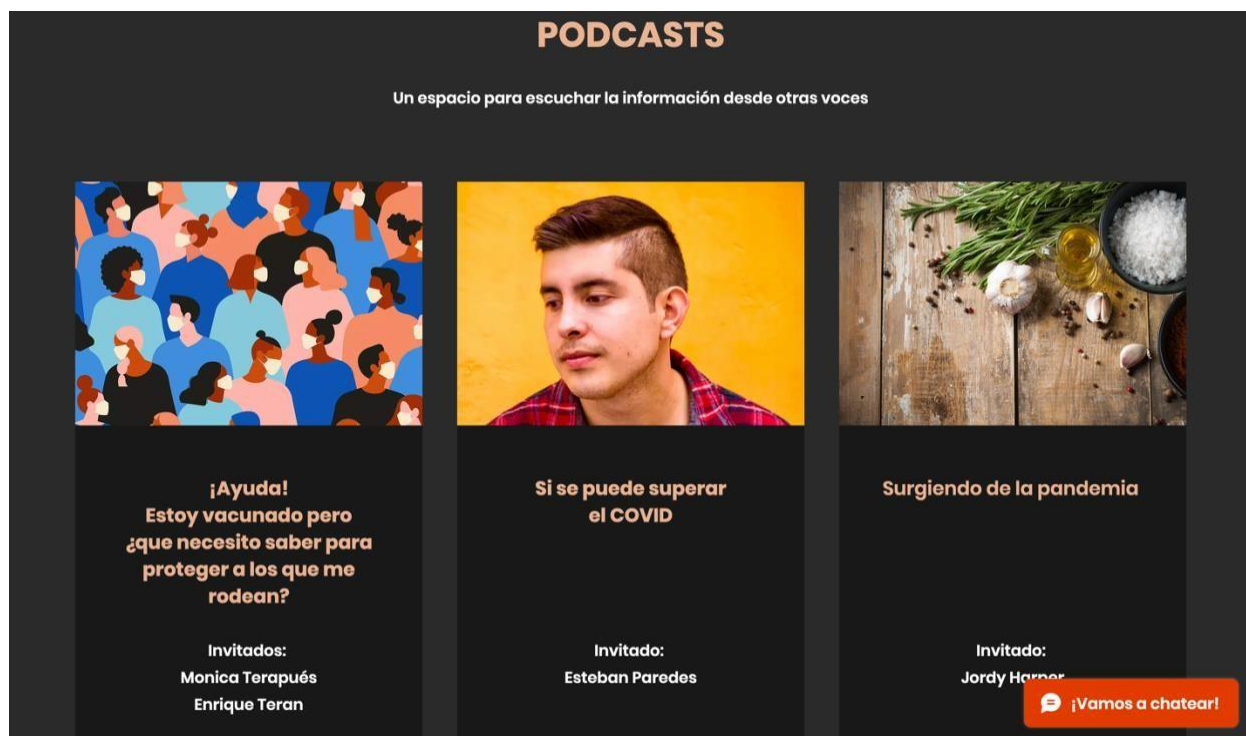 PODCASTS
Un espacio para escuchar la información desde otras voces
¡Ayuda!
Estoy vacunado pero
¿que necesito saber para
proteger a los que me
rodean?
Invitados:
Monica Terapués
Enrique Teran
Si se puede superar
el COVID
Invitado:
Esteban Paredes
Surgiendo de la pandemia
Invitado:
Jordy Harper
¡Vamos a chatear!